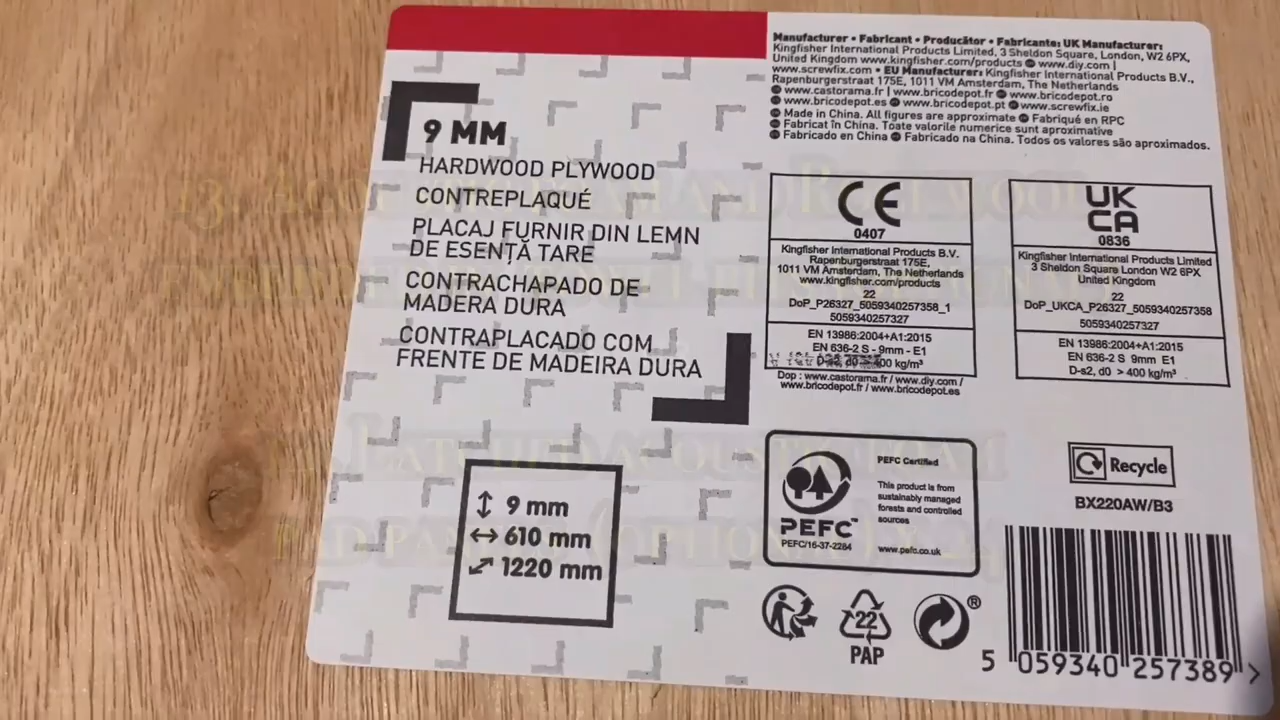 9 MM
HARDWOOD PLYWOOD
CONTREPLAQUÉ
PLACAJ FURNIR DIN LEMN
DE ESENȚĂ TARE
CONTRACHAPADO DE
MADERA DURA
CONTRAPLACADO COM
FRENTE DE MADEIRA DURA
9 mm
610 mm
1220 mm
Manufacturer • Fabricant • Producător • Fabricante: UK Manufacturer:
Kingfisher International Products Limited, 3 Sheldon Square, London, W2 6PX,
United Kingdom www.kingfisher.com/products www.diy.com |
www.screwfix.com • EU Manufacturer: Kingfisher International Products B.V.,
Rapenburgerstraat 175E, 1011 VM Amsterdam, The Netherlands
www.castorama.fr | www.bricodepot.fr www.bricodepot.ro
www.bricodepot.es www.bricodepot.pt www.screwfix.ie
Made in China. All figures are approximate Fabriqué en RPC
Fabricat în China. Toate valorile numerice sunt aproximative
Fabricado en China Fabricado na China. Todos os valores são aproximados.
CE
0407
Kingfisher International Products B.V.
Rapenburgerstraat 175E,
1011 VM Amsterdam, The Netherlands
www.kingfisher.com/products
22
DoP_P26327_5059340257358_1
5059340257327
EN 13986:2004+A1:2015
EN 636-2 S - 9mm - E1
D-s2, d0 > 400 kg/m³
Dop : www.castorama.fr / www.diy.com /
www.bricodepot.fr / www.bricodepot.es
UK
CA
0836
Kingfisher International Products Limited
3 Sheldon Square London W2 6PX
United Kingdom
22
DoP_UKCA_P26327_5059340257358
5059340257327
EN 13986:2004+A1:2015
EN 636-2 S 9mm E1
D-s2, d0 > 400 kg/m³
PEFC™
PEFC/16-37-2284
PEFC Certified
This product is from
sustainably managed
forests and controlled
sources
www.pefc.co.uk
Recycle
BX220AW/B3
22
PAP
®
5 059340 257389 >